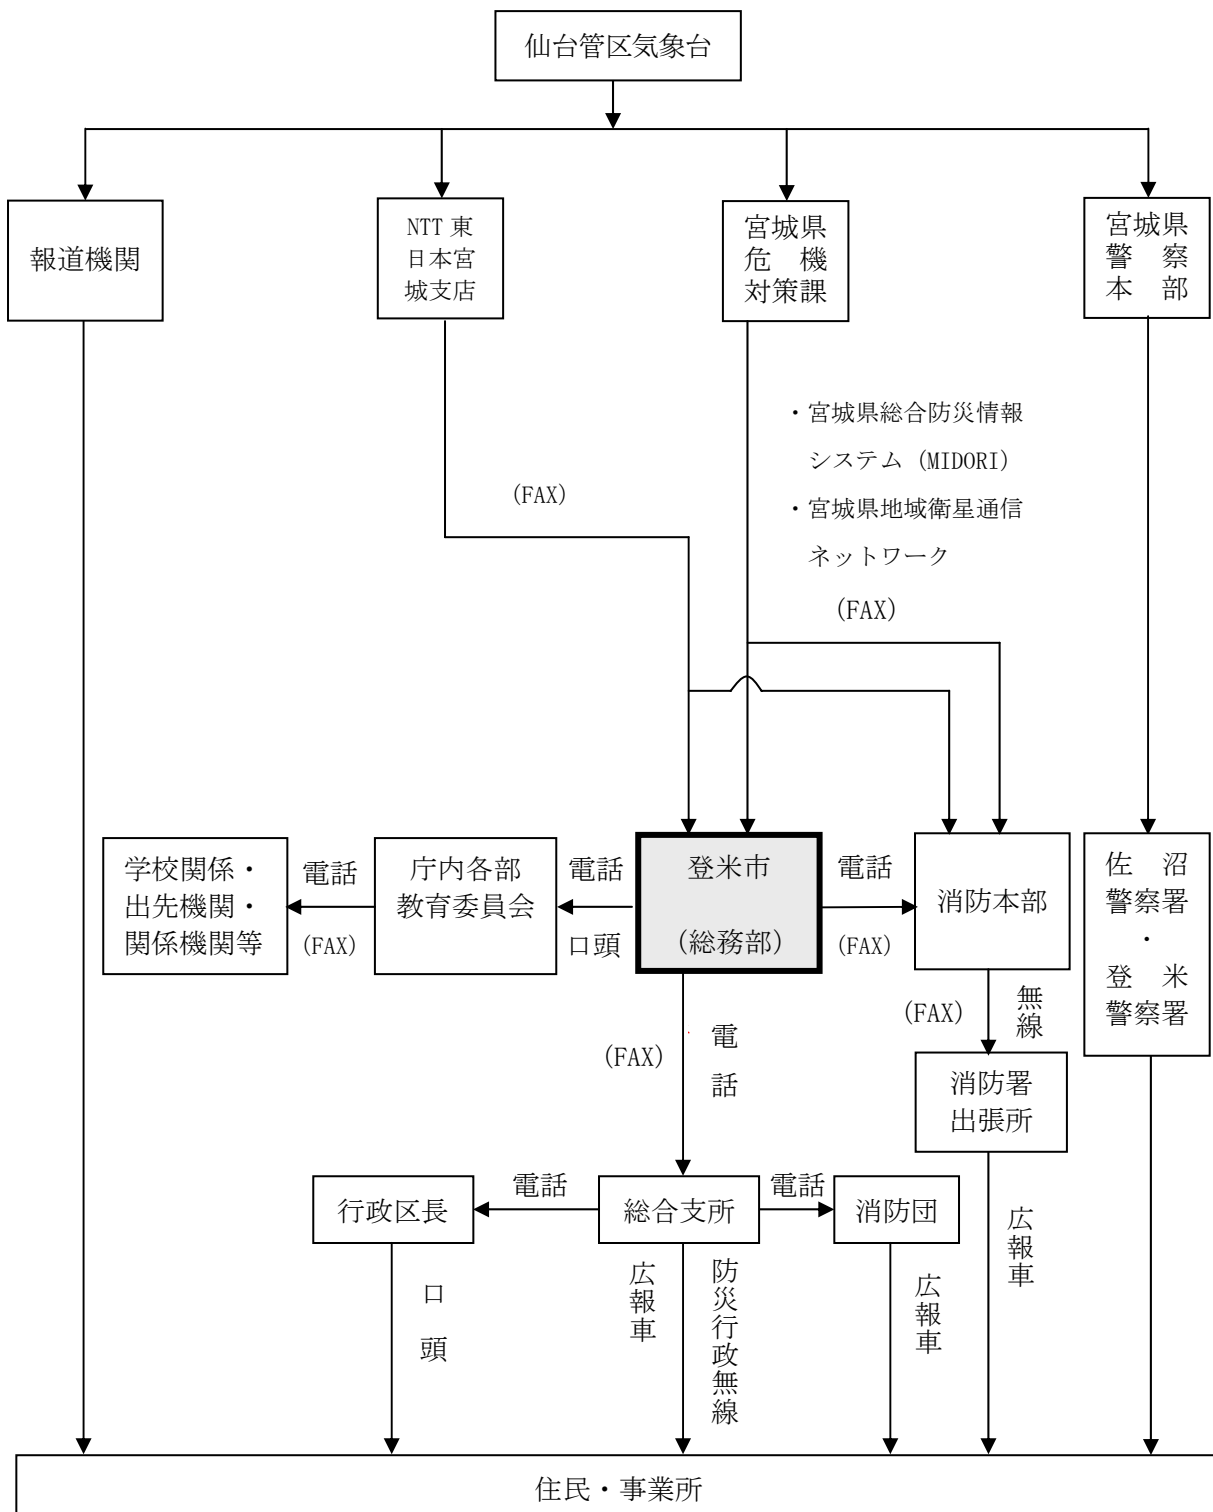 仙台管区気象台
報道機関
NTT 東
日本宮
城支店
宮城県
危　機
対策課
宮城県
警　察
本　部
・宮城県総合防災情報
システム (MIDORI)
・宮城県地域衛星通信
ネットワーク
(FAX)
(FAX)
学校関係・
出先機関・
関係機関等
電話
(FAX)
庁内各部
教育委員会
電話
口頭
登米市
(総務部)
電話
(FAX)
消防本部
佐　沼
警察署
・
登　米
警察署
(FAX)
電話
(FAX)
無線
消防署
出張所
行政区長
電話
総合支所
電話
消防団
口頭
広報車
防災行政無線
広報車
広報車
住民・事業所